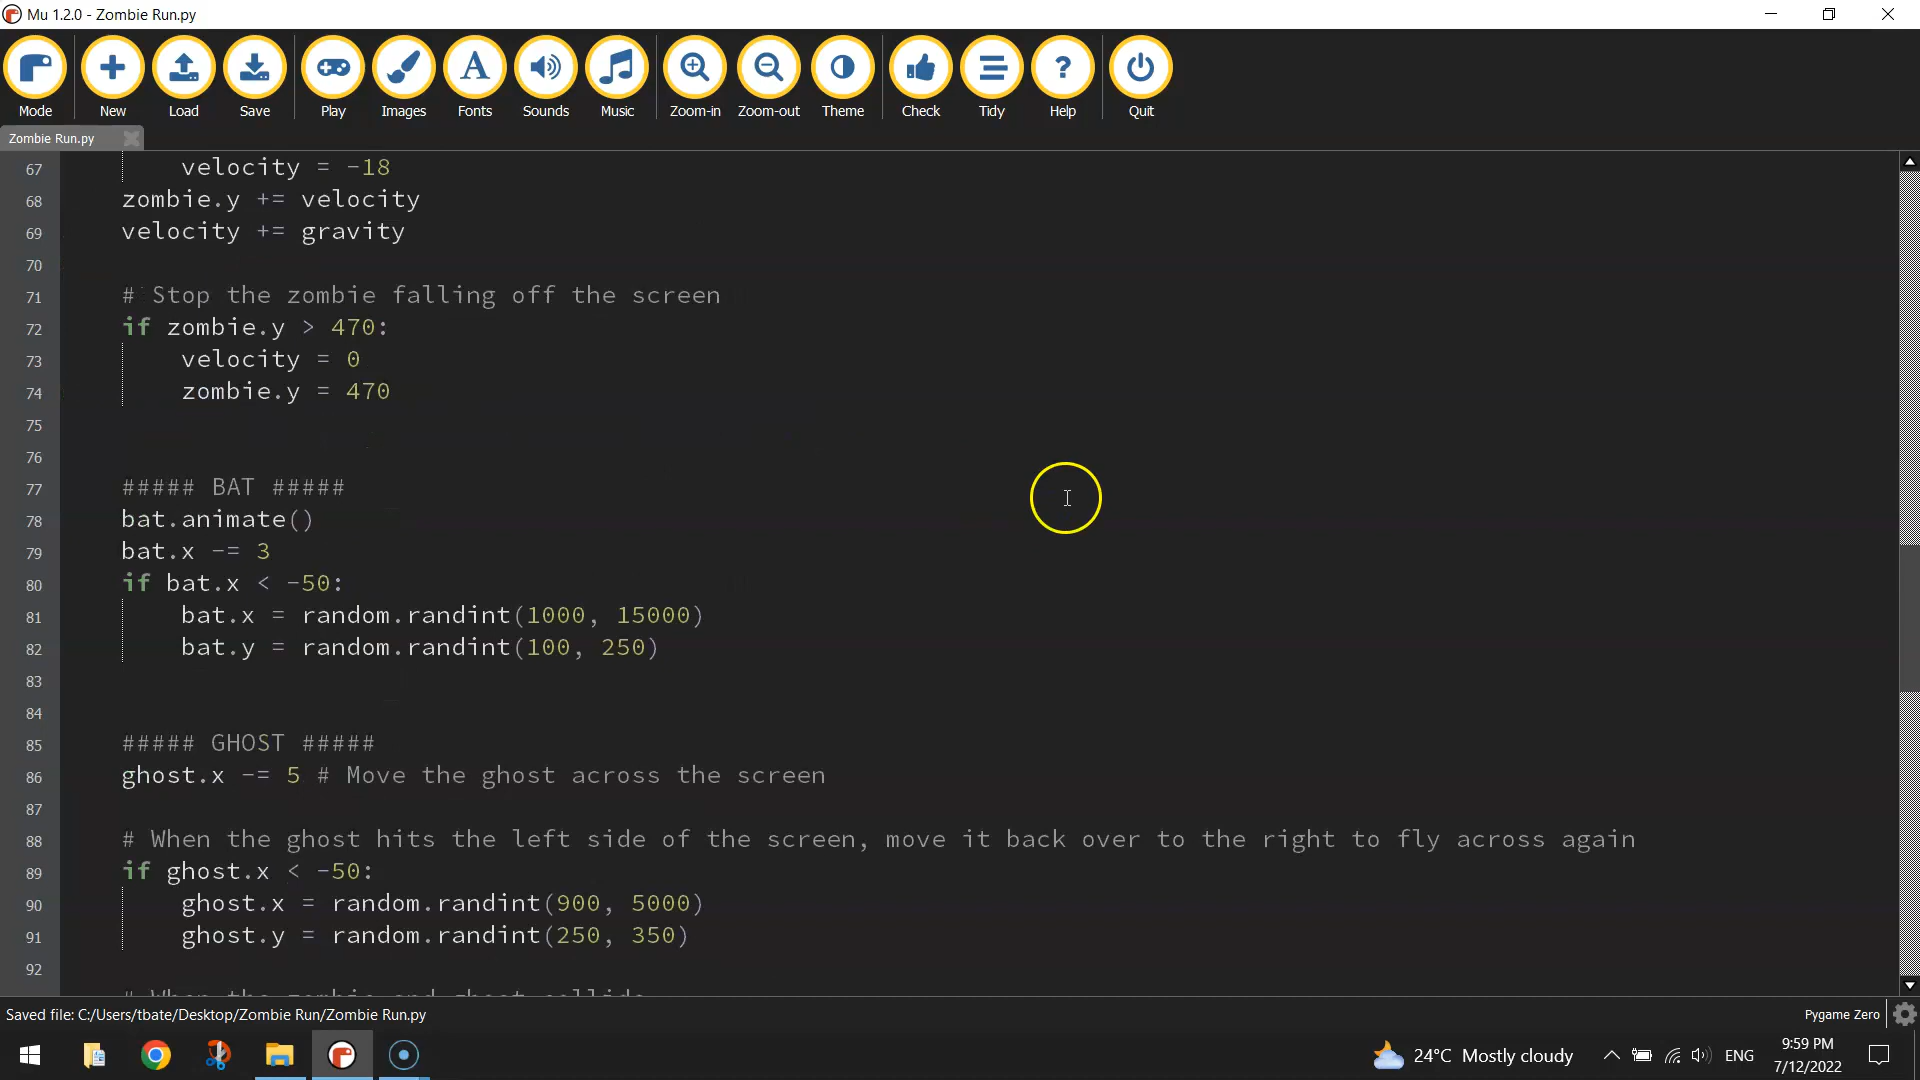 Mu 1.2.0 - Zombie Run.py
Mode New Load Save Play Images Fonts Sounds Music Zoom-in Zoom-out Theme Check Tidy Help Quit
Zombie Run.py
67 velocity = -18
68 zombie.y += velocity
69 velocity += gravity
70
71 # Stop the zombie falling off the screen
72 if zombie.y > 470:
73 velocity = 0
74 zombie.y = 470
75
76
77 ##### BAT #####
78 bat.animate()
79 bat.x -= 3
80 if bat.x < -50:
81 bat.x = random.randint(1000, 15000)
82 bat.y = random.randint(100, 250)
83
84
85 ##### GHOST #####
86 ghost.x -= 5 # Move the ghost across the screen
87
88 # When the ghost hits the left side of the screen, move it back over to the right to fly across again
89 if ghost.x < -50:
90 ghost.x = random.randint(900, 5000)
91 ghost.y = random.randint(250, 350)
92
# When the zombie and ghost collide
Saved file: C:/Users/tbate/Desktop/Zombie Run/Zombie Run.py
Pygame Zero
24°C Mostly cloudy
ENG
9:59 PM
7/12/2022